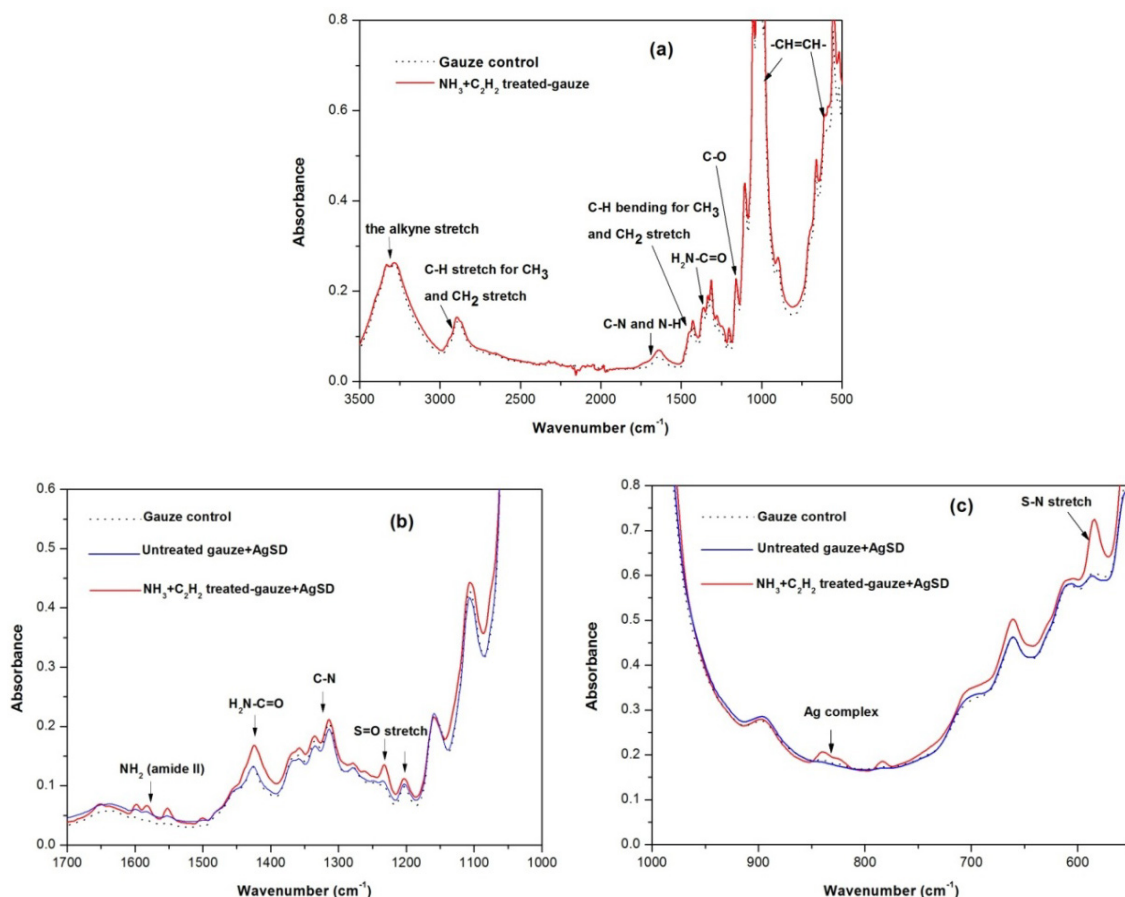 (a)
Gauze control
NH3+C2H2 treated-gauze
-CH=CH-
C-O
C-H bending for CH3
and CH2 stretch
H2N-C=O
the alkyne stretch
C-H stretch for CH3
and CH2 stretch
C-N and N-H
0.8
0.6
0.4
0.2
0.0
Absorbance
3500 3000 2500 2000 1500 1000 500
Wavenumber (cm-1)
(b)
Gauze control
Untreated gauze+AgSD
NH3+C2H2 treated-gauze+AgSD
C-N
H2N-C=O
S=O stretch
NH2 (amide II)
0.6
0.5
0.4
0.3
0.2
0.1
0.0
Absorbance
1700 1600 1500 1400 1300 1200 1100 1000
Wavenumber (cm-1)
(c)
S-N stretch
Gauze control
Untreated gauze+AgSD
NH3+C2H2 treated-gauze+AgSD
Ag complex
0.8
0.7
0.6
0.5
0.4
0.3
0.2
0.1
0.0
Absorbance
1000 900 800 700 600
Wavenumber (cm-1)